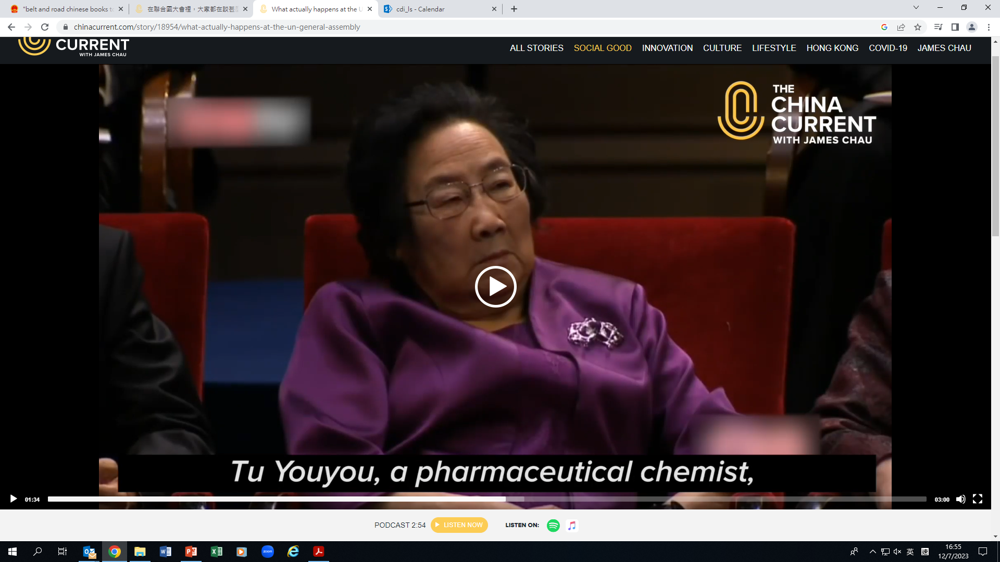 "belt and road chinese books to
在聯合國大會裡，大家都在談甚
What actually happens at the U
cdi_ls - Calendar
chinacurrent.com/story/18954/what-actually-happens-at-the-un-general-assembly
CURRENT
WITH JAMES CHAU
ALL STORIES SOCIAL GOOD INNOVATION CULTURE LIFESTYLE HONG KONG COVID-19 JAMES CHAU
THE
CHINA
CURRENT
WITH JAMES CHAU
Tu Youyou, a pharmaceutical chemist,
01:34
03:00
PODCAST 2:54 LISTEN NOW LISTEN ON:
zoom
英
16:55
12/7/2023